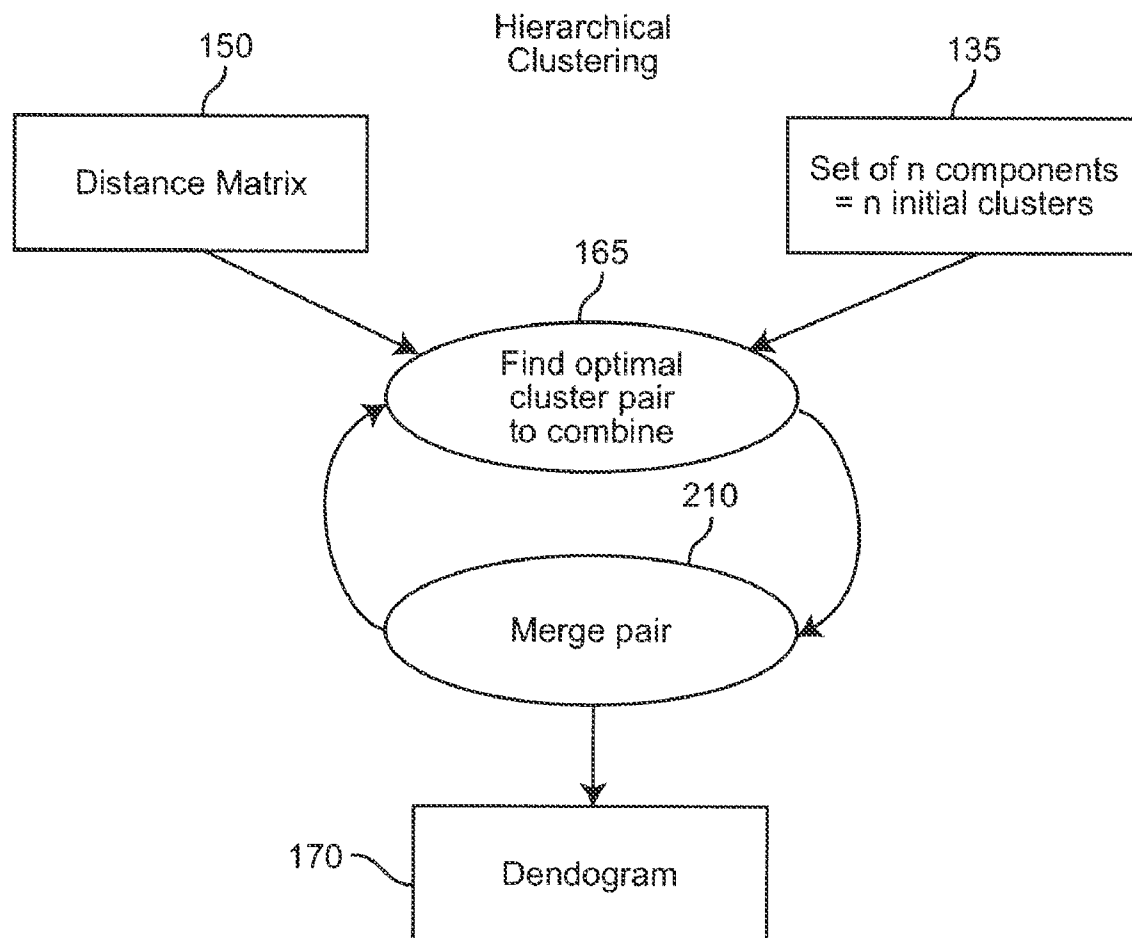 Hierarchical
Clustering
150
135
Distance Matrix
Set of n components
= n initial clusters
165
Find optimal
cluster pair
to combine
210
Merge pair
170
Dendogram